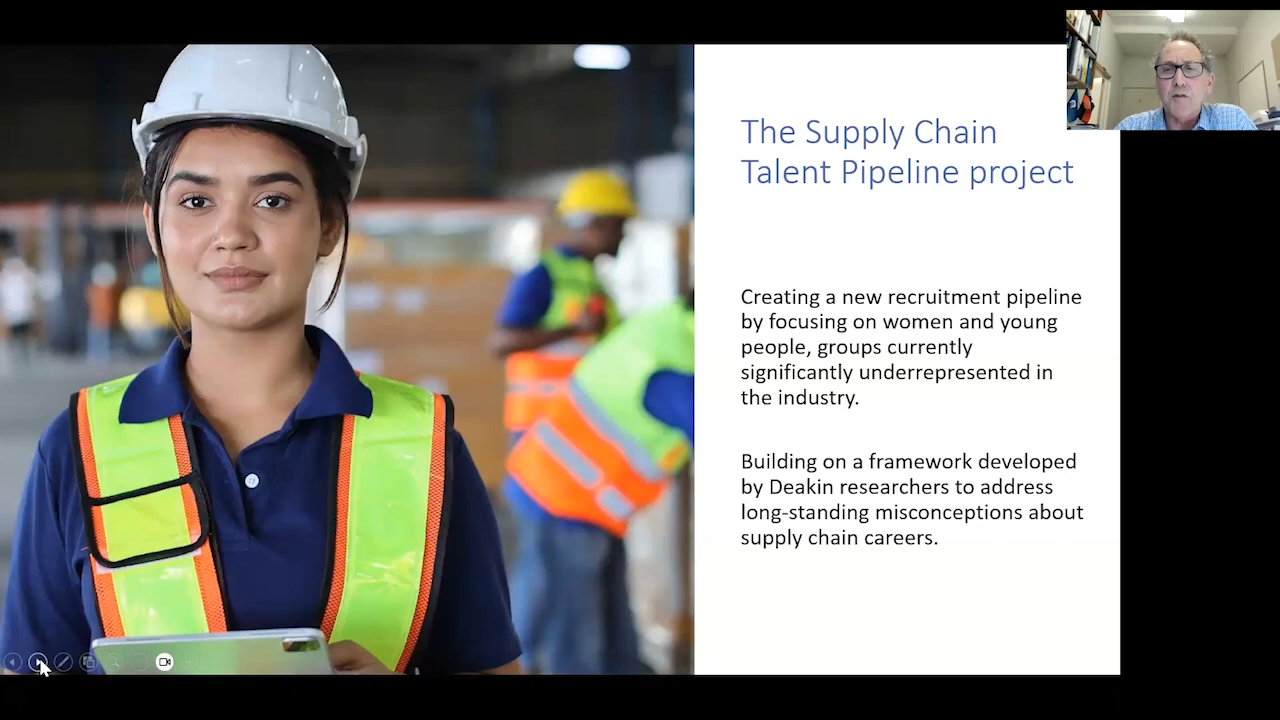 The Supply Chain
Talent Pipeline project
Creating a new recruitment pipeline
by focusing on women and young
people, groups currently
significantly underrepresented in
the industry.
Building on a framework developed
by Deakin researchers to address
long-standing misconceptions about
supply chain careers.